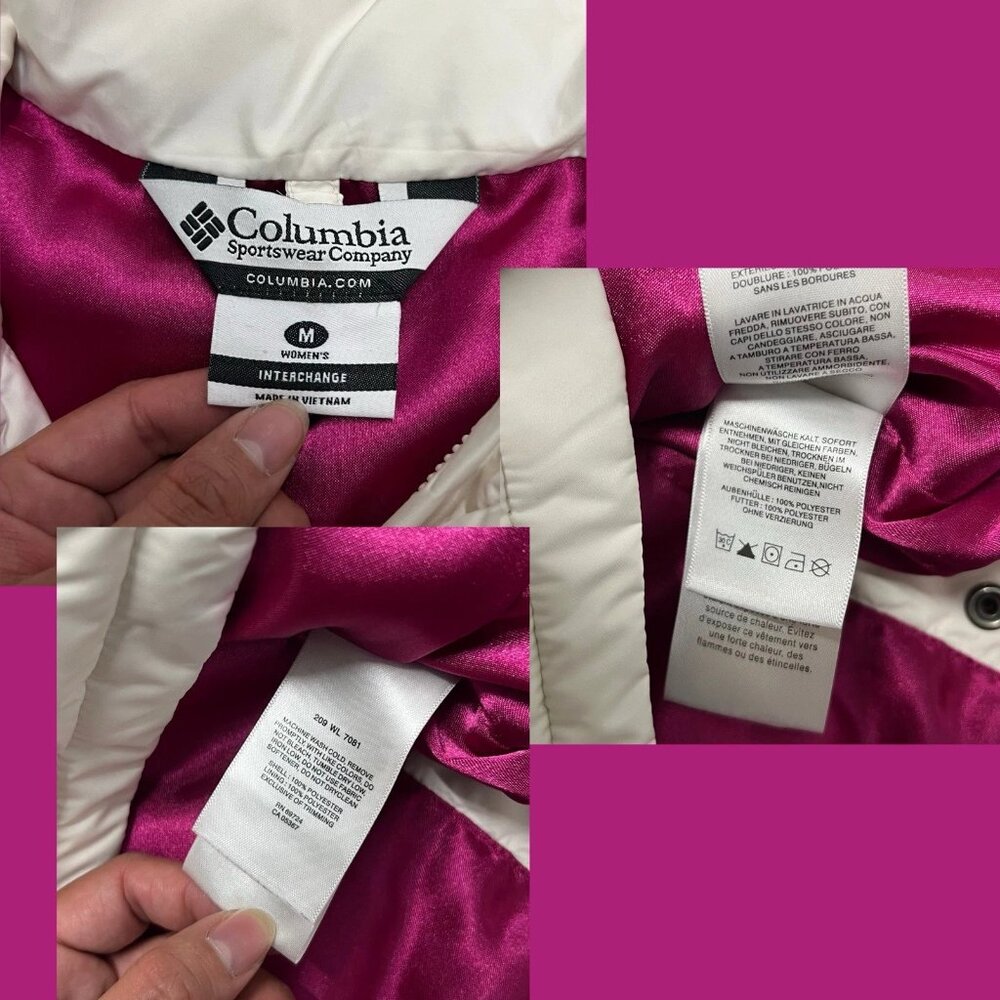 Columbia
Sportswear Company
COLUMBIA.COM
M
WOMEN'S
INTERCHANGE
MADE IN VIETNAM
DOUBLURE : 100%
SANS LES BORDURES
LAVARE IN LAVATRICE IN ACQUA
FREDDA, RIMUOVERE SUBITO. CON
CAPI DELLO STESSO COLORE, NON
CANDEGGIARE, ASCIUGARE
A TAMBURO A TEMPERATURA BASSA,
STIRARE CON FERRO
A TEMPERATURA BASSA,
NON UTILIZZARE AMMORBIDENTE,
NON LAVARE A SECCO
MASCHINENWÄSCHE KALT. SOFORT
ENTNEHMEN, MIT GLEICHEN FARBEN,
NICHT BLEICHEN, TROCKNEN IM
TROCKNER BEI NIEDRIGER, BÜGELN
BEI NIEDRIGER, KEINEN
WEICHSPÜLER BENUTZEN,NICHT
CHEMISCH REINIGEN
AUßENHÜLLE : 100% POLYESTER
FUTTER : 100% POLYESTER
OHNE VERZIERUNG
30 C
source de chaleur. Évitez
d'exposer ce vêtement vers
une forte chaleur, des
flammes ou des étincelles.
209 WL 7081
MACHINE WASH COLD, REMOVE
PROMPTLY, WITH LIKE COLORS, DO
NOT BLEACH, TUMBLE DRY LOW,
IRON LOW, DO NOT USE FABRIC
SOFTENER, DO NOT DRYCLEAN
SHELL : 100% POLYESTER
LINING : 100% POLYESTER
EXCLUSIVE OF TRIMMING
RN 69724
CA 05367